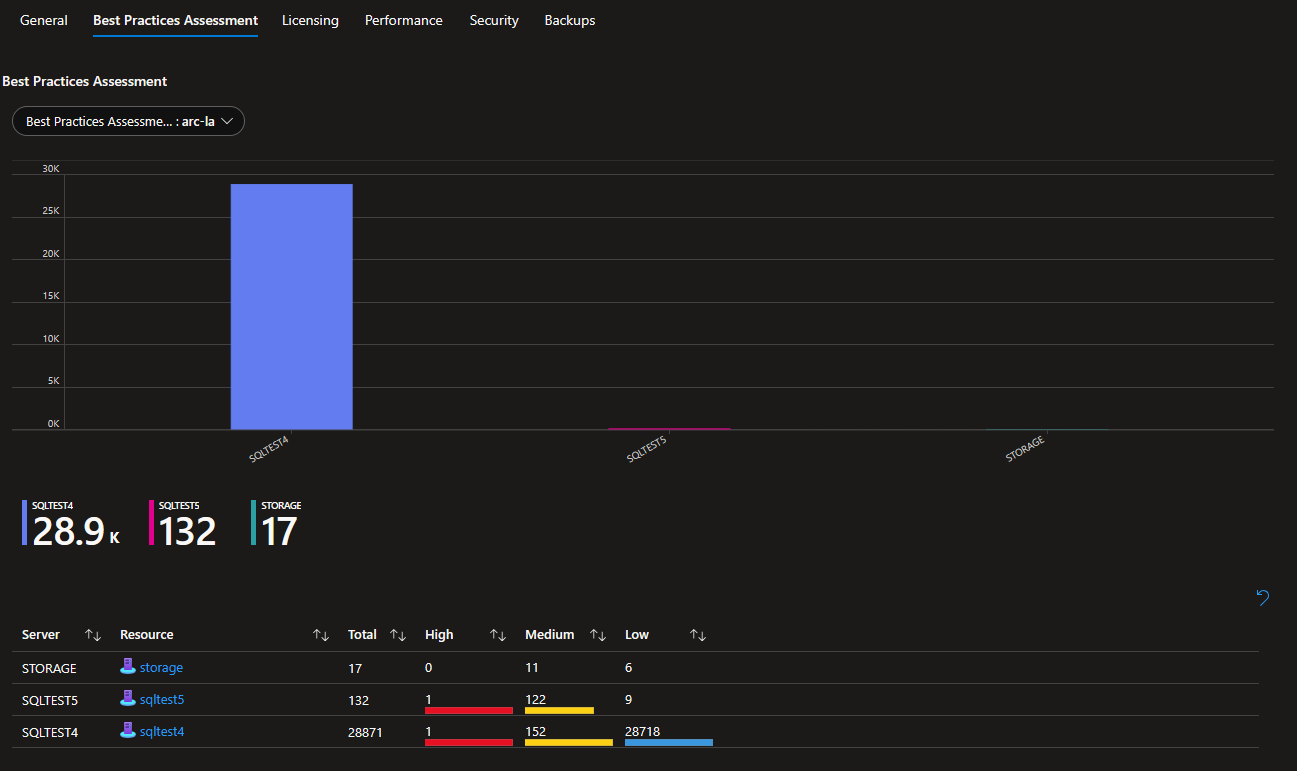 General Best Practices Assessment Licensing Performance Security Backups
Best Practices Assessment
Best Practices Assessme... : arc-la
30K
25K
20K
15K
10K
5K
0K
SQLTEST4 SQLTEST5 STORAGE
SQLTEST4 SQLTEST5 STORAGE
28.9 K 132 17
Server Resource Total High Medium Low
STORAGE storage 17 0 11 6
SQLTEST5 sqltest5 132 1 122 9
SQLTEST4 sqltest4 28871 1 152 28718